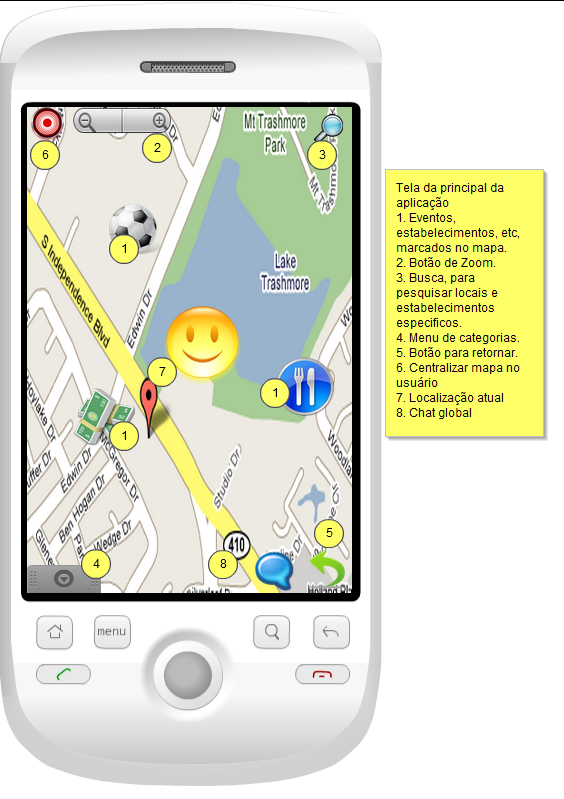 Mt Trashmore
Park
6
2
3
Mt Trashmore
1
Lake
Trashmore
S Independence Blvd
Edwin Dr
7
1
1
McGregor Dr
Edwin Dr
Ben Hogan Dr
Wedge Dr
Studio Dr
5
410
8
4
menu
Tela da principal da
aplicação
1. Eventos,
estabelecimentos, etc,
marcados no mapa.
2. Botão de Zoom.
3. Busca, para
pesquisar locais e
estabelecimentos
especificos.
4. Menu de categorias.
5. Botão para retornar.
6. Centralizar mapa no
usuário
7. Localização atual
8. Chat global